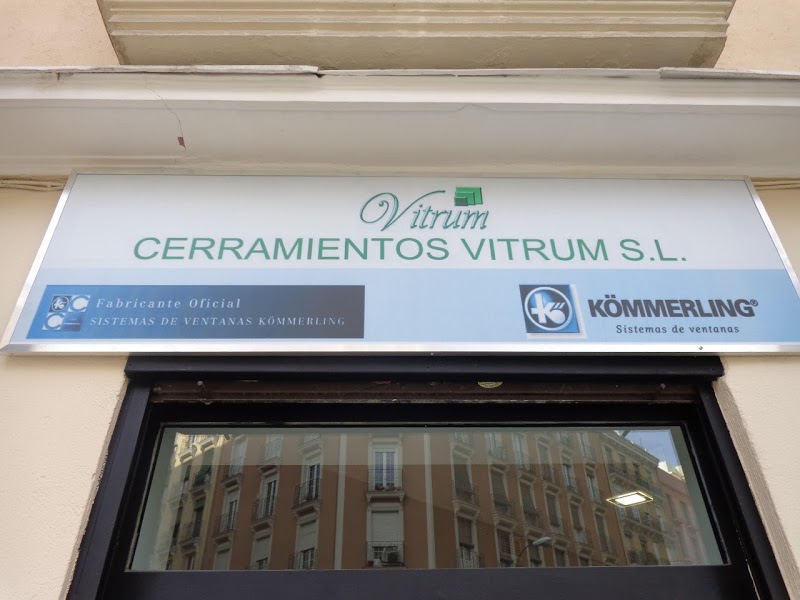 Vitrum
CERRAMIENTOS VITRUM S.L.
Fabricante Oficial
SISTEMAS DE VENTANAS KÖMMERLING
KÖMMERLING®
Sistemas de ventanas